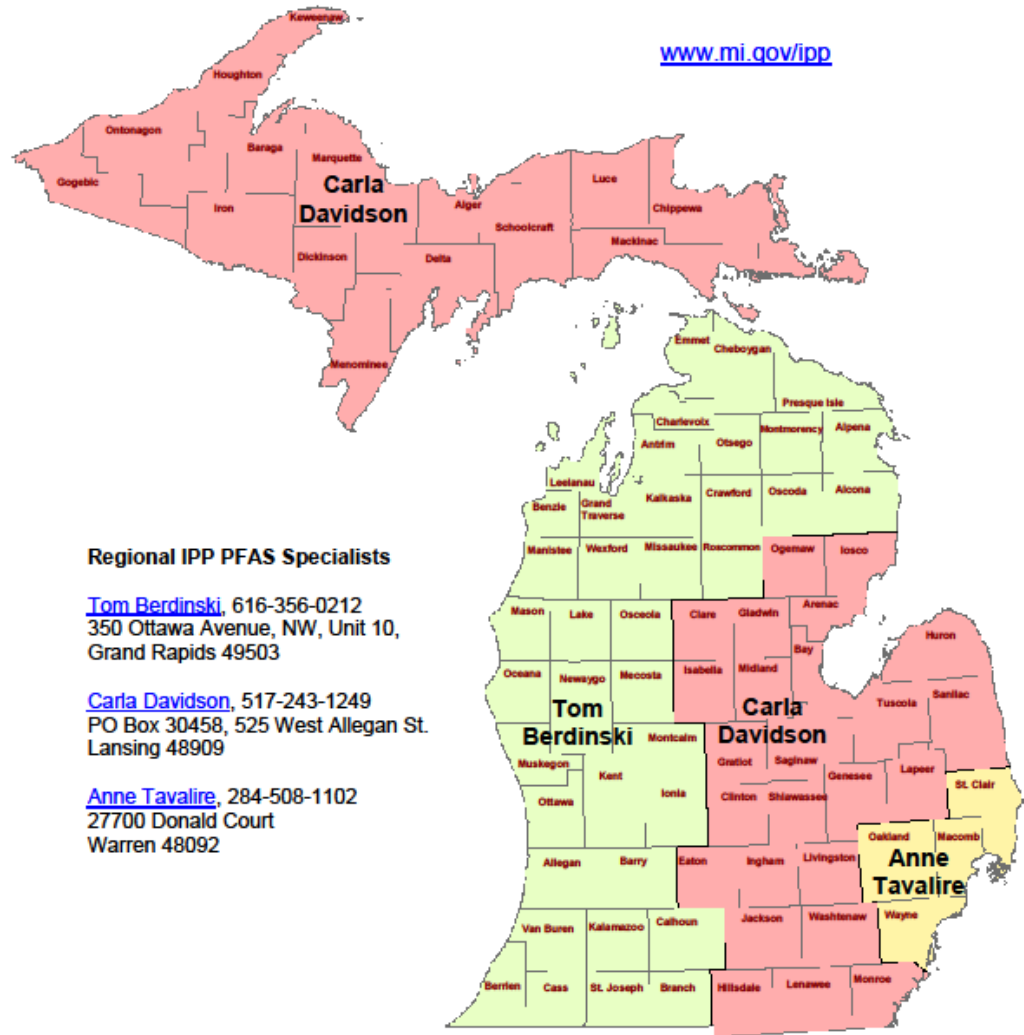 www.mi.gov/ipp
Keweenaw
Houghton
Ontonagon
Baraga
Marquette
Gogebic
Iron
Carla
Davidson
Alger
Luce
Chippewa
Schoolcraft
Mackinac
Dickinson
Delta
Menominee
Emmet
Cheboygan
Presque Isle
Charlevoix
Montmorency
Alpena
Antrim
Otsego
Leelanau
Benzie
Grand
Traverse
Kalkaska
Crawford
Oscoda
Alcona
Manistee
Wexford
Missaukee
Roscommon
Ogemaw
Iosco
Regional IPP PFAS Specialists
Tom Berdinski, 616-356-0212
350 Ottawa Avenue, NW, Unit 10,
Grand Rapids 49503
Carla Davidson, 517-243-1249
PO Box 30458, 525 West Allegan St.
Lansing 48909
Anne Tavalire, 284-508-1102
27700 Donald Court
Warren 48092
Mason
Lake
Osceola
Clare
Gladwin
Arenac
Huron
Oceana
Newaygo
Mecosta
Isabella
Midland
Bay
Tuscola
Sanilac
Tom
Berdinski
Carla
Davidson
Montcalm
Muskegon
Kent
Gratiot
Saginaw
Genesee
Lapeer
St. Clair
Ottawa
Ionia
Clinton
Shiawassee
Oakland
Macomb
Allegan
Barry
Eaton
Ingham
Livingston
Anne
Tavalire
Van Buren
Kalamazoo
Calhoun
Jackson
Washtenaw
Wayne
Berrien
Cass
St. Joseph
Branch
Hillsdale
Lenawee
Monroe